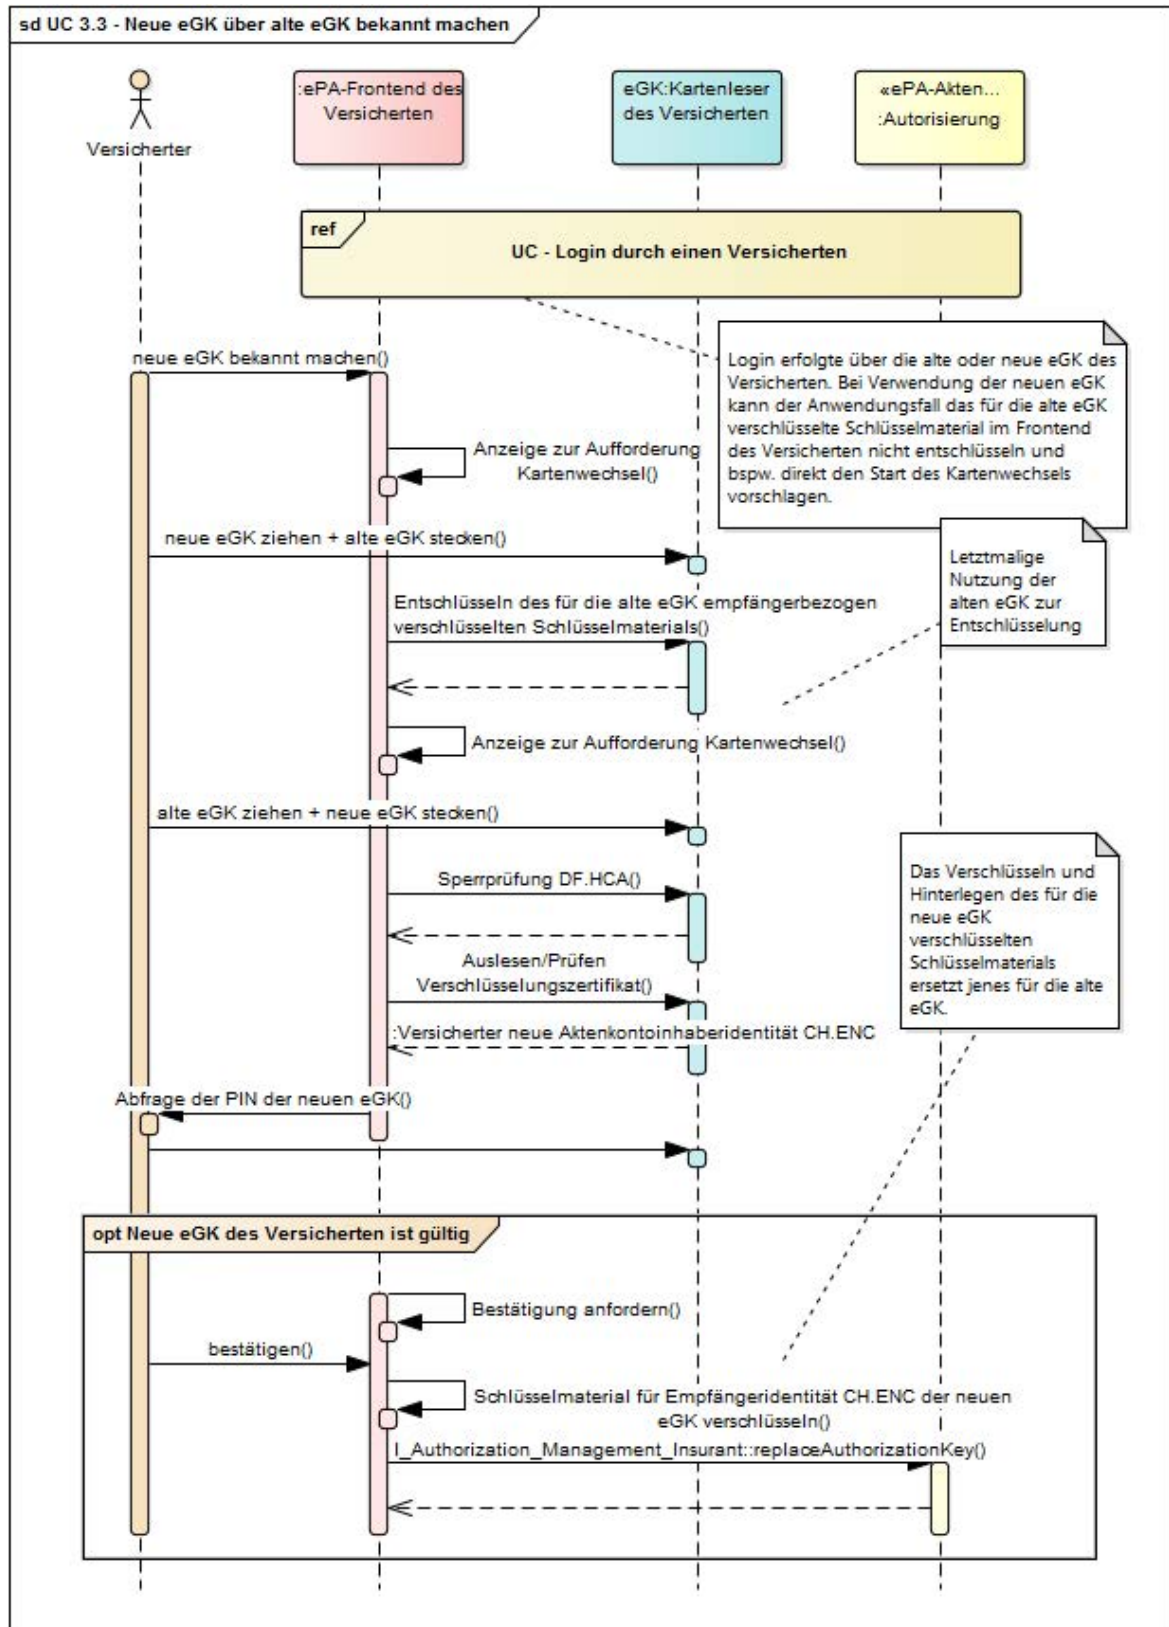 sd UC 3.3 - Neue eGK über alte eGK bekannt machen
Versicherter
:ePA-Frontend des
Versicherten
eGK:Kartenleser
des Versicherten
«ePA-Akten...
:Autorisierung
ref
UC - Login durch einen Versicherten
Login erfolgte über die alte oder neue eGK des
Versicherten. Bei Verwendung der neuen eGK
kann der Anwendungsfall das für die alte eGK
verschlüsselte Schlüsselmaterial im Frontend
des Versicherten nicht entschlüsseln und
bspw. direkt den Start des Kartenwechsels
vorschlagen.
neue eGK bekannt machen()
Anzeige zur Aufforderung
Kartenwechsel()
neue eGK ziehen + alte eGK stecken()
Letztmalige
Nutzung der
alten eGK zur
Entschlüsselung
Entschlüsseln des für die alte eGK empfängerbezogen
verschlüsselten Schlüsselmaterials()
Anzeige zur Aufforderung Kartenwechsel()
alte eGK ziehen + neue eGK stecken()
Das Verschlüsseln und
Hinterlegen des für die
neue eGK
verschlüsselten
Schlüsselmaterials
ersetzt jenes für die alte
eGK.
Sperrprüfung DF.HCA()
Auslesen/Prüfen
Verschlüsselungszertifikat()
:Versicherter neue Aktenkontoinhaberidentität CH.ENC
Abfrage der PIN der neuen eGK()
opt Neue eGK des Versicherten ist gültig
Bestätigung anfordern()
bestätigen()
Schlüsselmaterial für Empfängeridentität CH.ENC der neuen
eGK verschlüsseln()
I_Authorization_Management_Insurant::replaceAuthorizationKey()